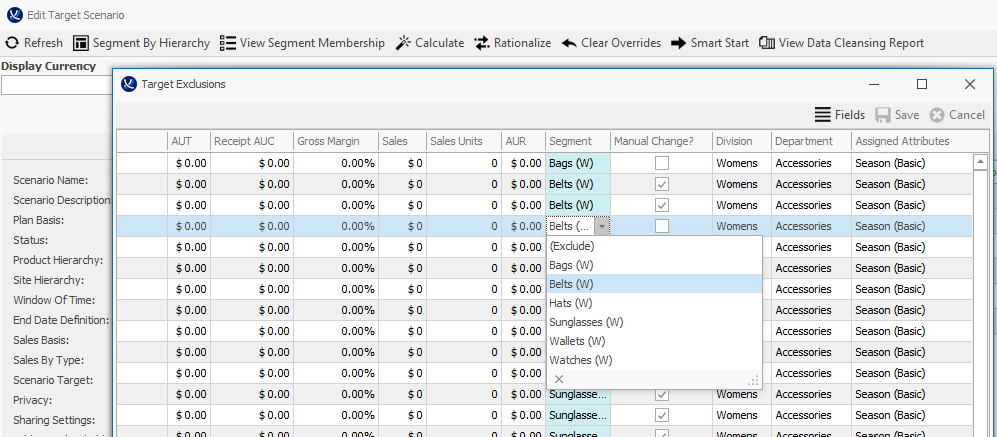 Edit Target Scenario
Refresh Segment By Hierarchy View Segment Membership Calculate Rationalize Clear Overrides Smart Start View Data Cleansing Report
Display Currency
Target Exclusions
Fields Save Cancel
AUT Receipt AUC Gross Margin Sales Sales Units AUR Segment Manual Change? Division Department Assigned Attributes
$ 0.00 $ 0.00 0.00% $ 0 0 $ 0.00 Bags (W) Womens Accessories Season (Basic)
Scenario Name: $ 0.00 $ 0.00 0.00% $ 0 0 $ 0.00 Belts (W) Womens Accessories Season (Basic)
Scenario Description: $ 0.00 $ 0.00 0.00% $ 0 0 $ 0.00 Belts (W) Womens Accessories Season (Basic)
Plan Basis: $ 0.00 $ 0.00 0.00% $ 0 0 $ 0.00 Belts (... Womens Accessories Season (Basic)
Status: $ 0.00 $ 0.00 0.00% $ 0 0 $ 0.00 (Exclude) Accessories Season (Basic)
Product Hierarchy: $ 0.00 $ 0.00 0.00% $ 0 0 $ 0.00 Bags (W) Accessories Season (Basic)
Site Hierarchy: $ 0.00 $ 0.00 0.00% $ 0 0 $ 0.00 Belts (W) Accessories Season (Basic)
Window Of Time: $ 0.00 $ 0.00 0.00% $ 0 0 $ 0.00 Hats (W) Accessories Season (Basic)
End Date Definition: $ 0.00 $ 0.00 0.00% $ 0 0 $ 0.00 Sunglasses (W) Accessories Season (Basic)
Sales Basis: $ 0.00 $ 0.00 0.00% $ 0 0 $ 0.00 Wallets (W) Accessories Season (Basic)
Sales By Type: $ 0.00 $ 0.00 0.00% $ 0 0 $ 0.00 Watches (W) Accessories Season (Basic)
Scenario Target: $ 0.00 $ 0.00 0.00% $ 0 0 $ 0.00 Accessories Season (Basic)
Privacy: $ 0.00 $ 0.00 0.00% $ 0 0 $ 0.00 Sunglasse... Womens Accessories Season (Basic)
Sharing Settings: $ 0.00 $ 0.00 0.00% $ 0 0 $ 0.00 Sunglasse... Womens Accessories Season (Basic)
$ 0.00 $ 0.00 0.00% $ 0 0 $ 0.00 Sunglasse... Womens Accessories Season (Basic)